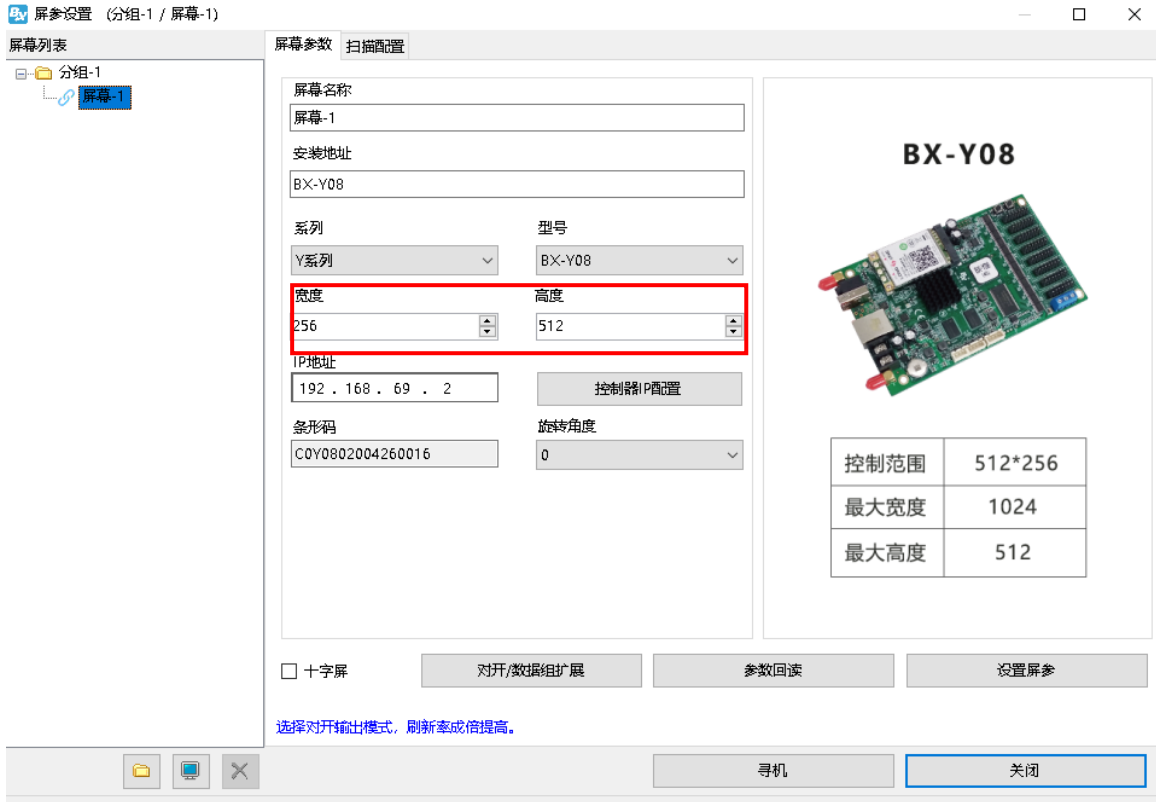 屏参设置 (分组-1 / 屏幕-1)
屏幕列表
屏幕参数 扫描配置
分组-1
屏幕-1
屏幕名称
屏幕-1
安装地址
BX-Y08
系列 型号
Y系列 BX-Y08
宽度 高度
256 512
IP地址
192 . 168 . 69 . 2 控制器IP配置
条形码 旋转角度
C0Y0802004260016 0
BX-Y08
控制范围 512*256
最大宽度 1024
最大高度 512
十字屏 对开/数据组扩展 参数回读 设置屏参
选择对开输出模式，刷新率成倍提高。
寻机 关闭